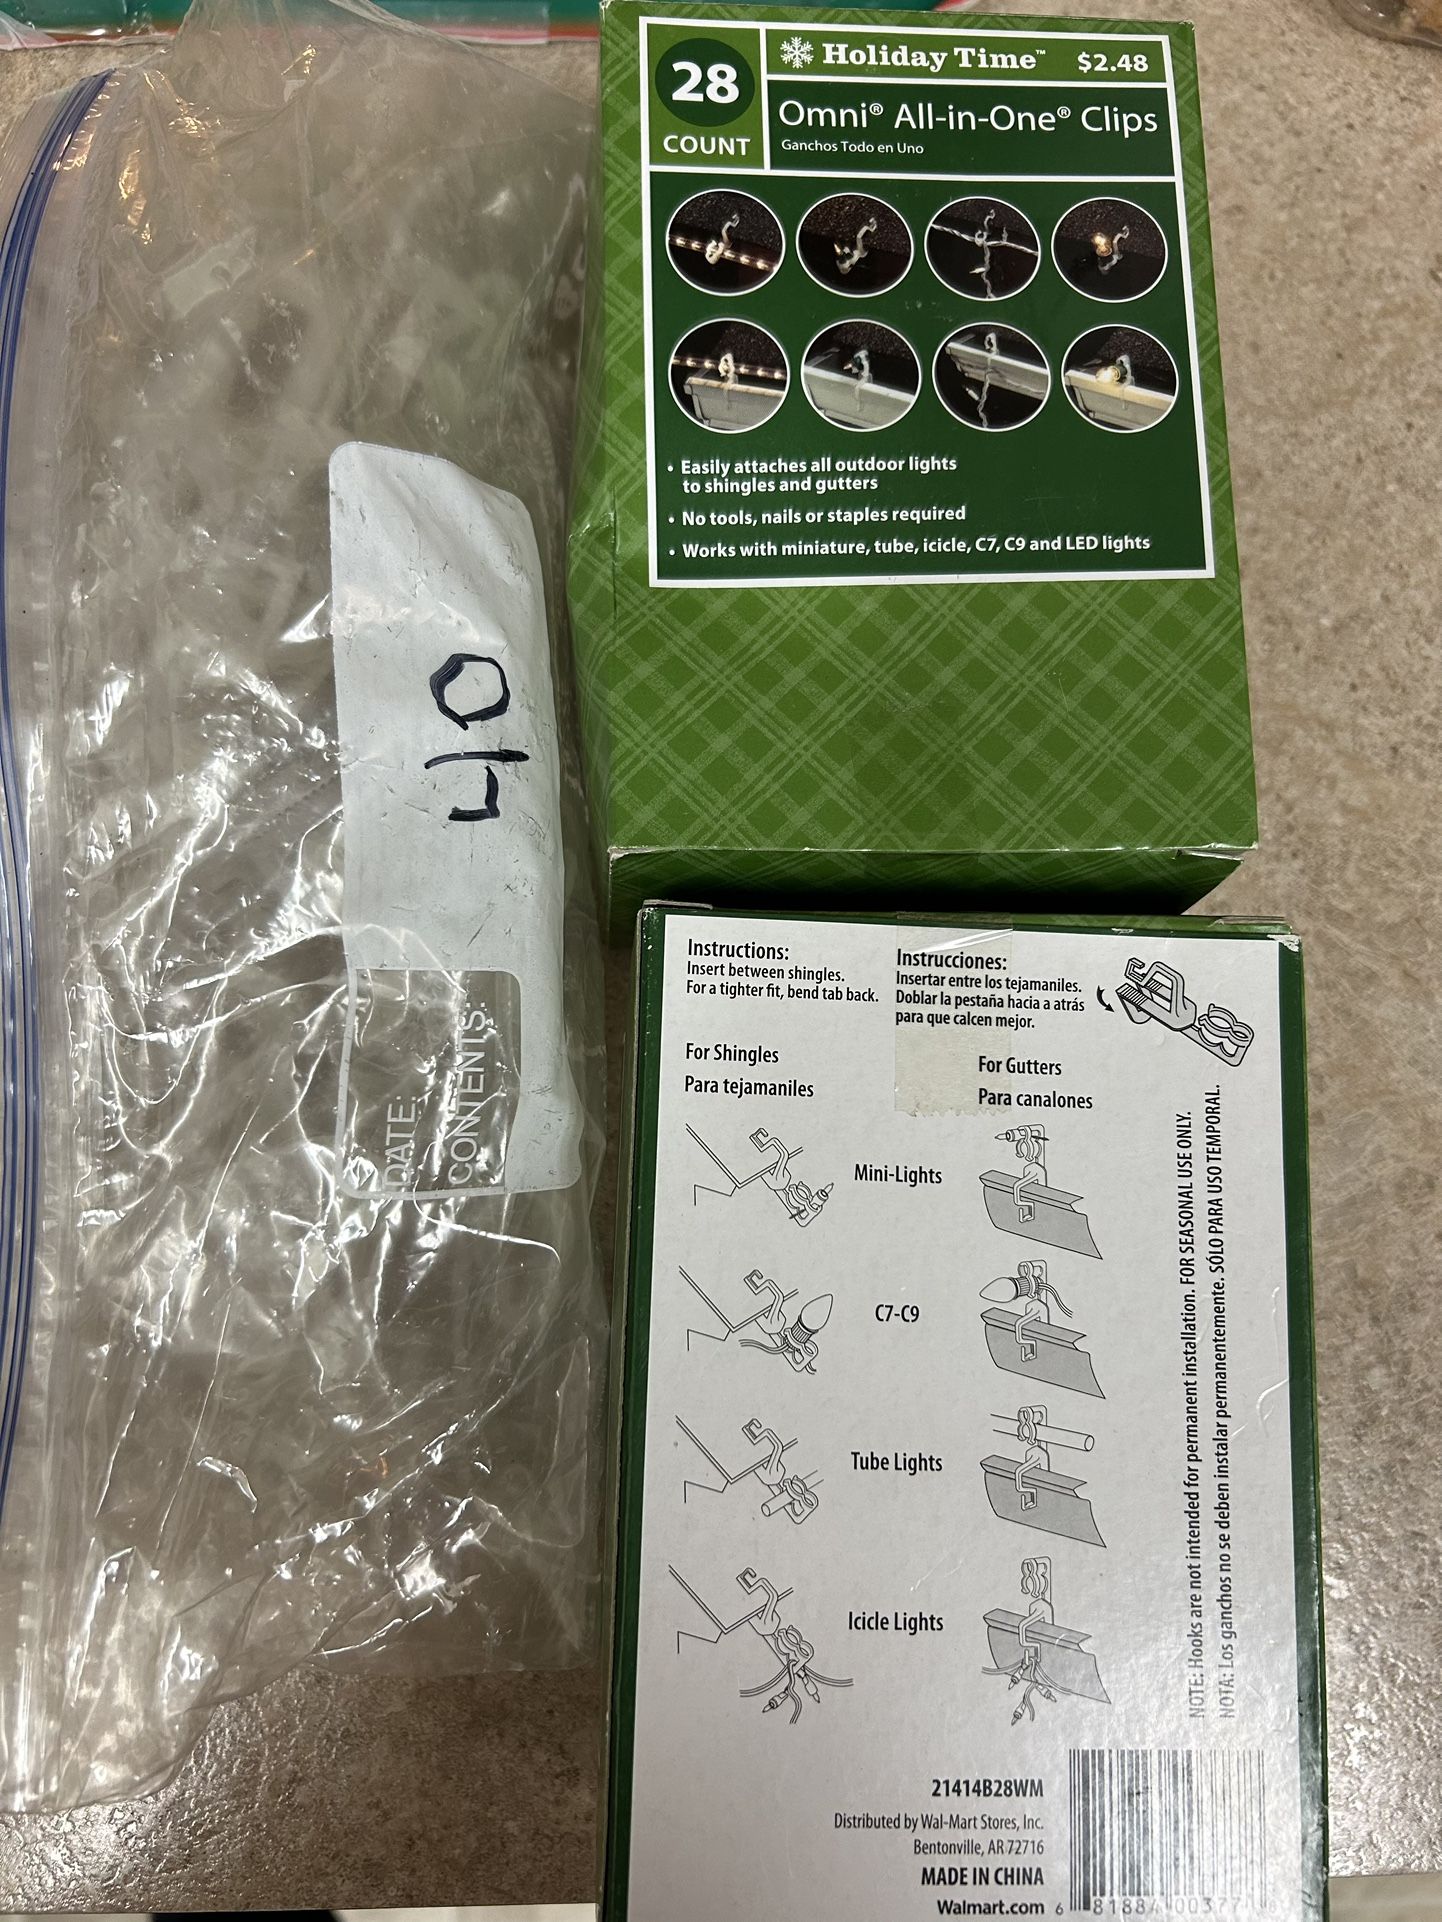 28
COUNT
Holiday Time™ $2.48
Omni® All-in-One® Clips
Ganchos Todo en Uno
• Easily attaches all outdoor lights
to shingles and gutters
• No tools, nails or staples required
• Works with miniature, tube, icicle, C7, C9 and LED lights
40
DATE:
CONTENTS:
Instructions:
Insert between shingles.
For a tighter fit, bend tab back.
Instrucciones:
Insertar entre los tejamaniles.
Doblar la pestaña hacia a atrás
para que calcen mejor.
For Shingles
Para tejamaniles
For Gutters
Para canalones
Mini-Lights
C7-C9
Tube Lights
Icicle Lights
NOTE: Hooks are not intended for permanent installation. FOR SEASONAL USE ONLY.
NOTA: Los ganchos no se deben instalar permanentemente. SÓLO PARA USO TEMPORAL.
21414B28WM
Distributed by Wal-Mart Stores, Inc.
Bentonville, AR 72716
MADE IN CHINA
Walmart.com
6 81884 00377